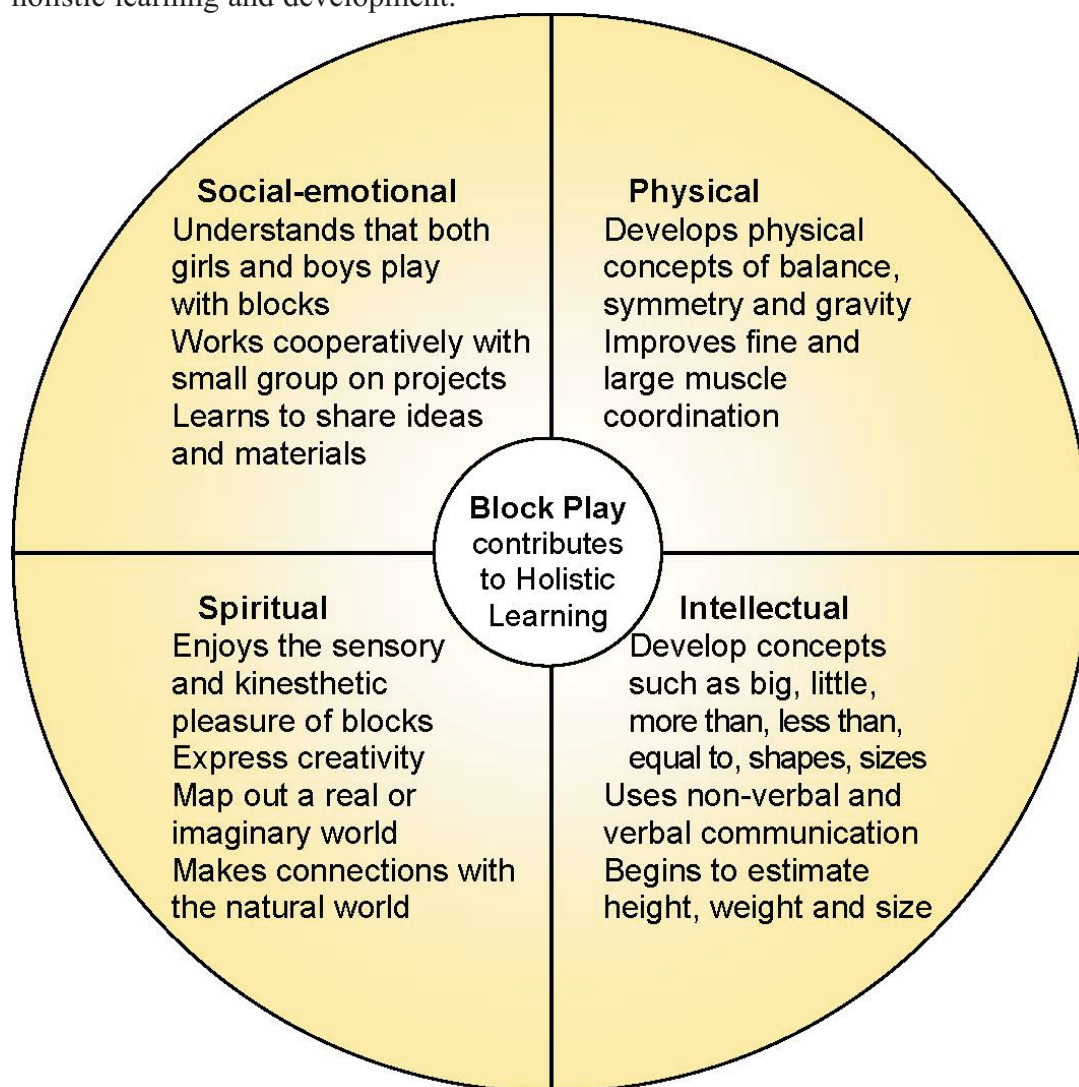 holistic learning and development.
Social-emotional
Understands that both
girls and boys play
with blocks
Works cooperatively with
small group on projects
Learns to share ideas
and materials
Physical
Develops physical
concepts of balance,
symmetry and gravity
Improves fine and
large muscle
coordination
Block Play
contributes
to Holistic
Learning
Spiritual
Enjoys the sensory
and kinesthetic
pleasure of blocks
Express creativity
Map out a real or
imaginary world
Makes connections with
the natural world
Intellectual
Develop concepts
such as big, little,
more than, less than,
equal to, shapes, sizes
Uses non-verbal and
verbal communication
Begins to estimate
height, weight and size